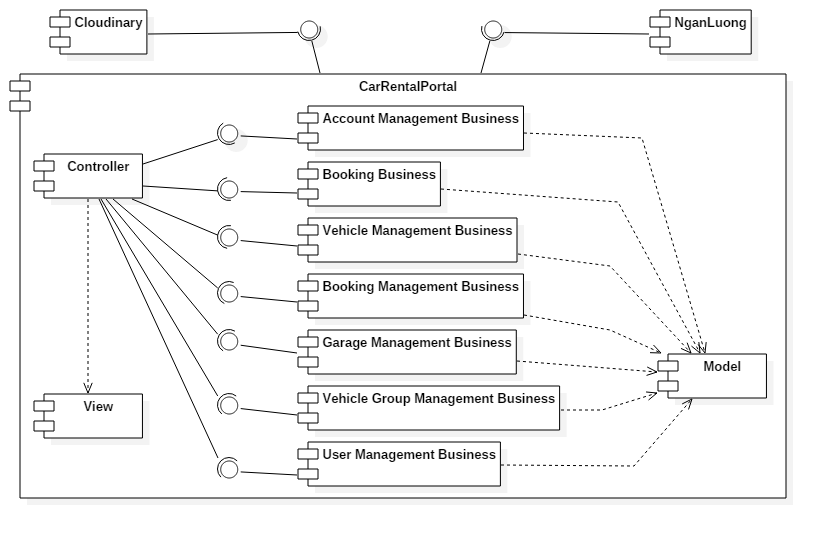 Cloudinary
NganLuong
CarRentalPortal
Account Management Business
Controller
Booking Business
Vehicle Management Business
Booking Management Business
Garage Management Business
Model
Vehicle Group Management Business
View
User Management Business